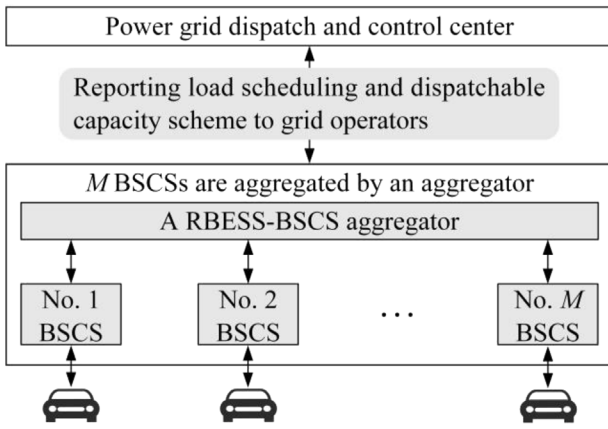 Power grid dispatch and control center
Reporting load scheduling and dispatchable
capacity scheme to grid operators
M BSCSs are aggregated by an aggregator
A RBESS-BSCS aggregator
No. 1
BSCS
No. 2
BSCS
...
No. M
BSCS